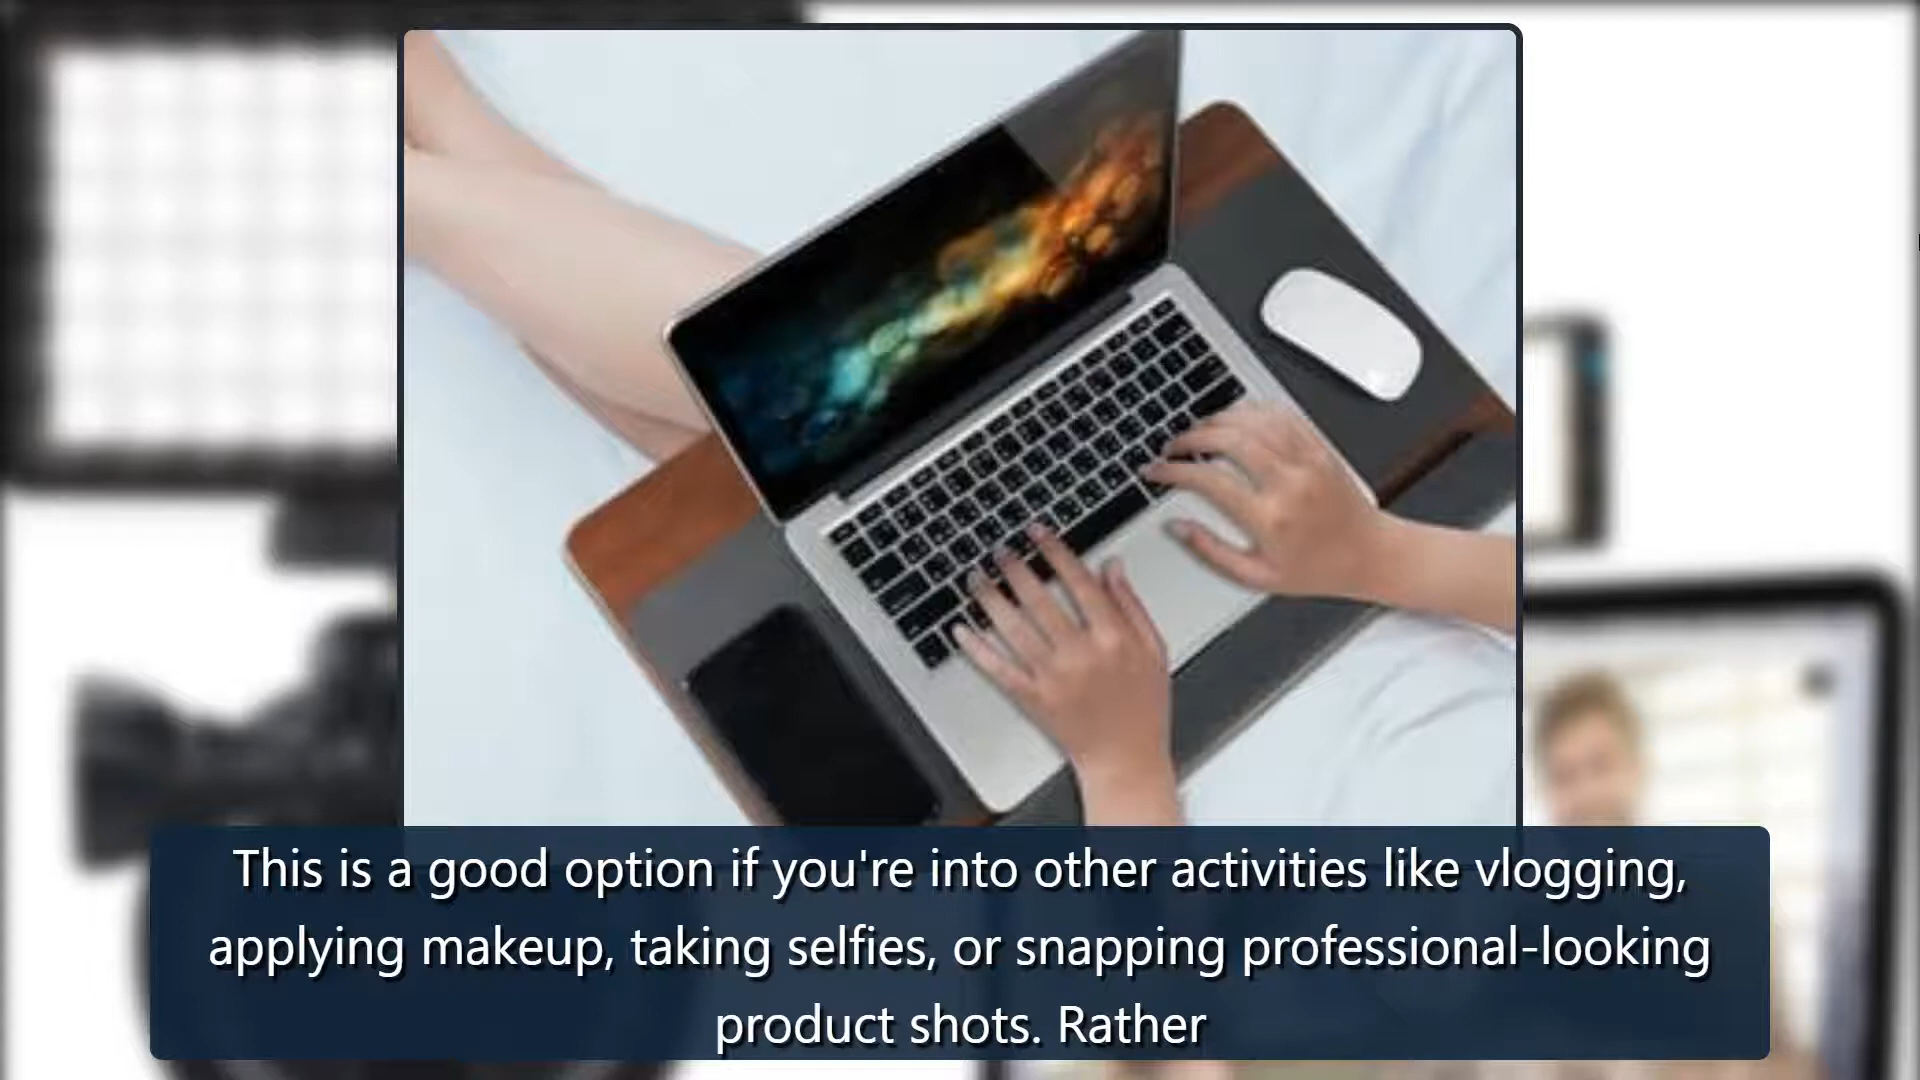 This is a good option if you're into other activities like vlogging,
applying makeup, taking selfies, or snapping professional-looking
product shots. Rather